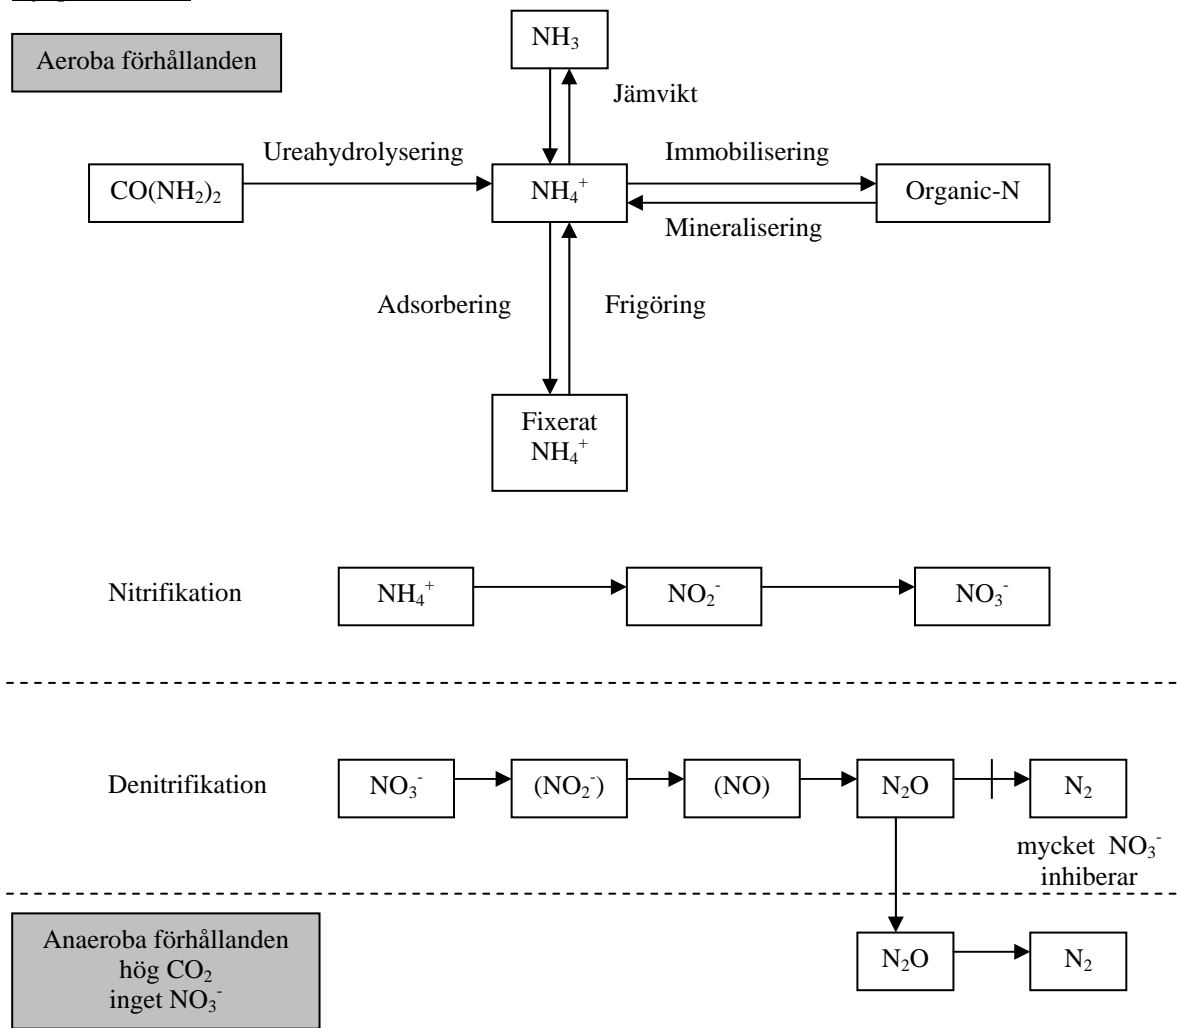 NH₃
Aeroba förhållanden
Jämvikt
Ureahydrolysering
Immobilisering
CO(NH₂)₂
NH₄⁺
Organic-N
Mineralisering
Adsorbering
Frigöring
Fixerat
NH₄⁺
Nitrifikation
NH₄⁺
NO₂⁻
NO₃⁻
Denitrifikation
NO₃⁻
(NO₂⁻)
(NO)
N₂O
N₂
mycket NO₃⁻
inhiberar
Anaeroba förhållanden
hög CO₂
inget NO₃⁻
N₂O
N₂